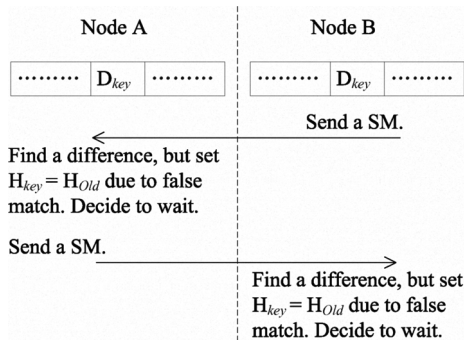 Node A
Node B
......... D_key .........
......... D_key .........
Send a SM.
Find a difference, but set
H_key = H_Old due to false
match. Decide to wait.
Send a SM.
Find a difference, but set
H_key = H_Old due to false
match. Decide to wait.